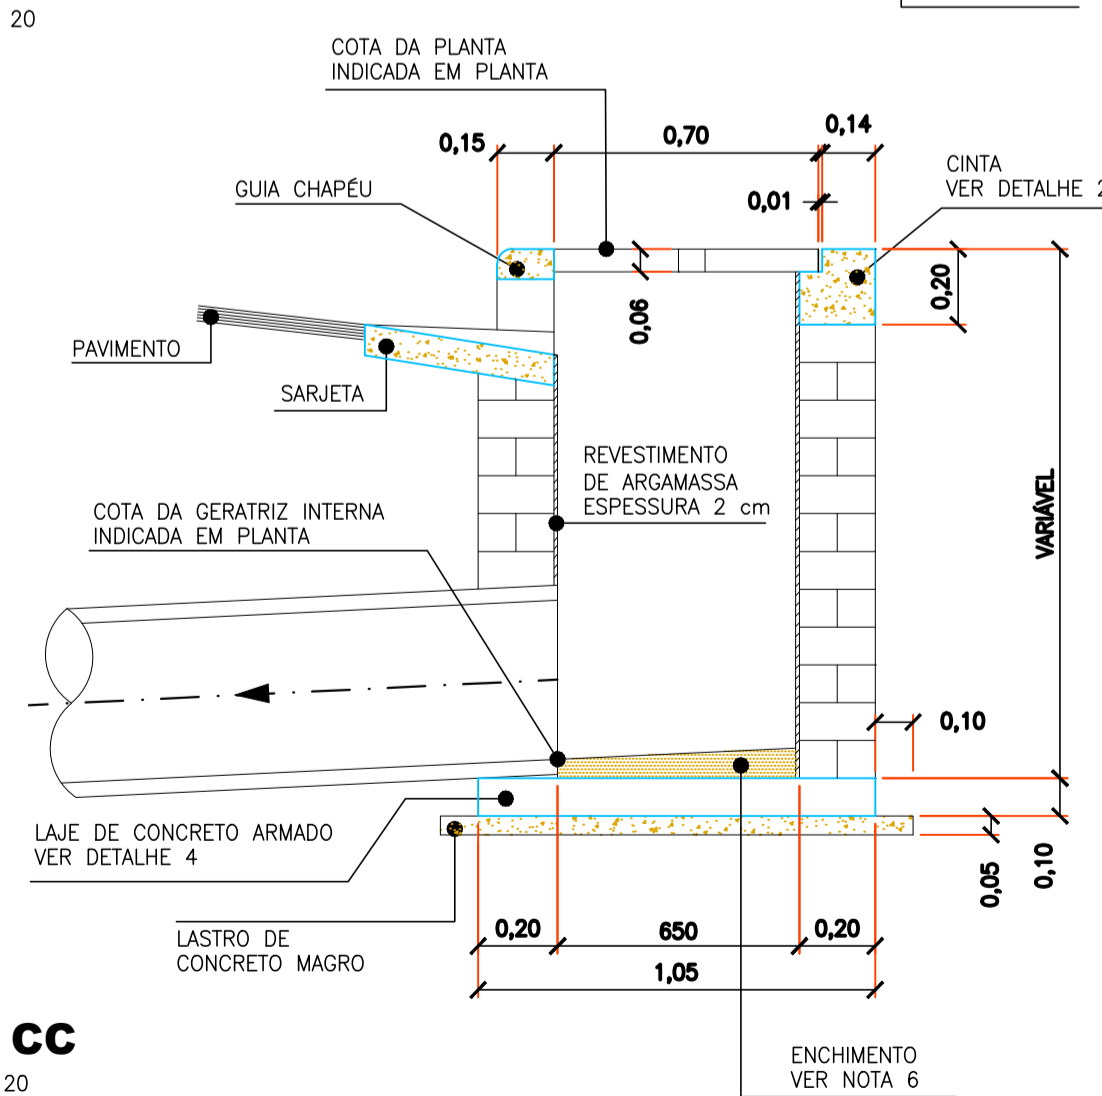 20
COTA DA PLANTA
INDICADA EM PLANTA
0,15
0,70
0,14
CINTA
VER DETALHE 2
GUIA CHAPÉU
0,01
0,20
0,06
PAVIMENTO
SARJETA
REVESTIMENTO
DE ARGAMASSA
ESPESSURA 2 cm
COTA DA GERATRIZ INTERNA
INDICADA EM PLANTA
VARIÁVEL
0,10
LAJE DE CONCRETO ARMADO
VER DETALHE 4
0,05
0,10
LASTRO DE
CONCRETO MAGRO
0,20
650
0,20
1,05
CC
20
ENCHIMENTO
VER NOTA 6